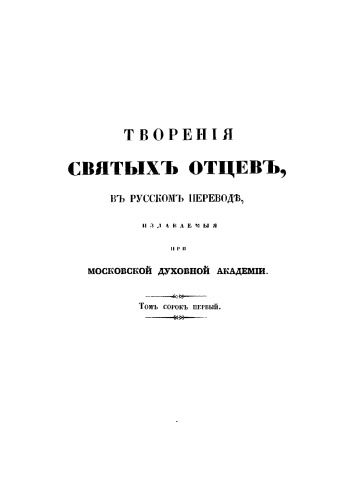 ТВОРЕНІЯ
СВЯТЫХЪ ОТЦЕВЪ,
ВЪ РУССКОМЪ ПЕРЕВОДѢ,
ИЗДАВАЕМЫЯ
ПРИ
МОСКОВСКОЙ ДУХОВНОЙ АКАДЕМІИ.
ТОМЪ СОРОКЪ ПЕРВЫЙ.